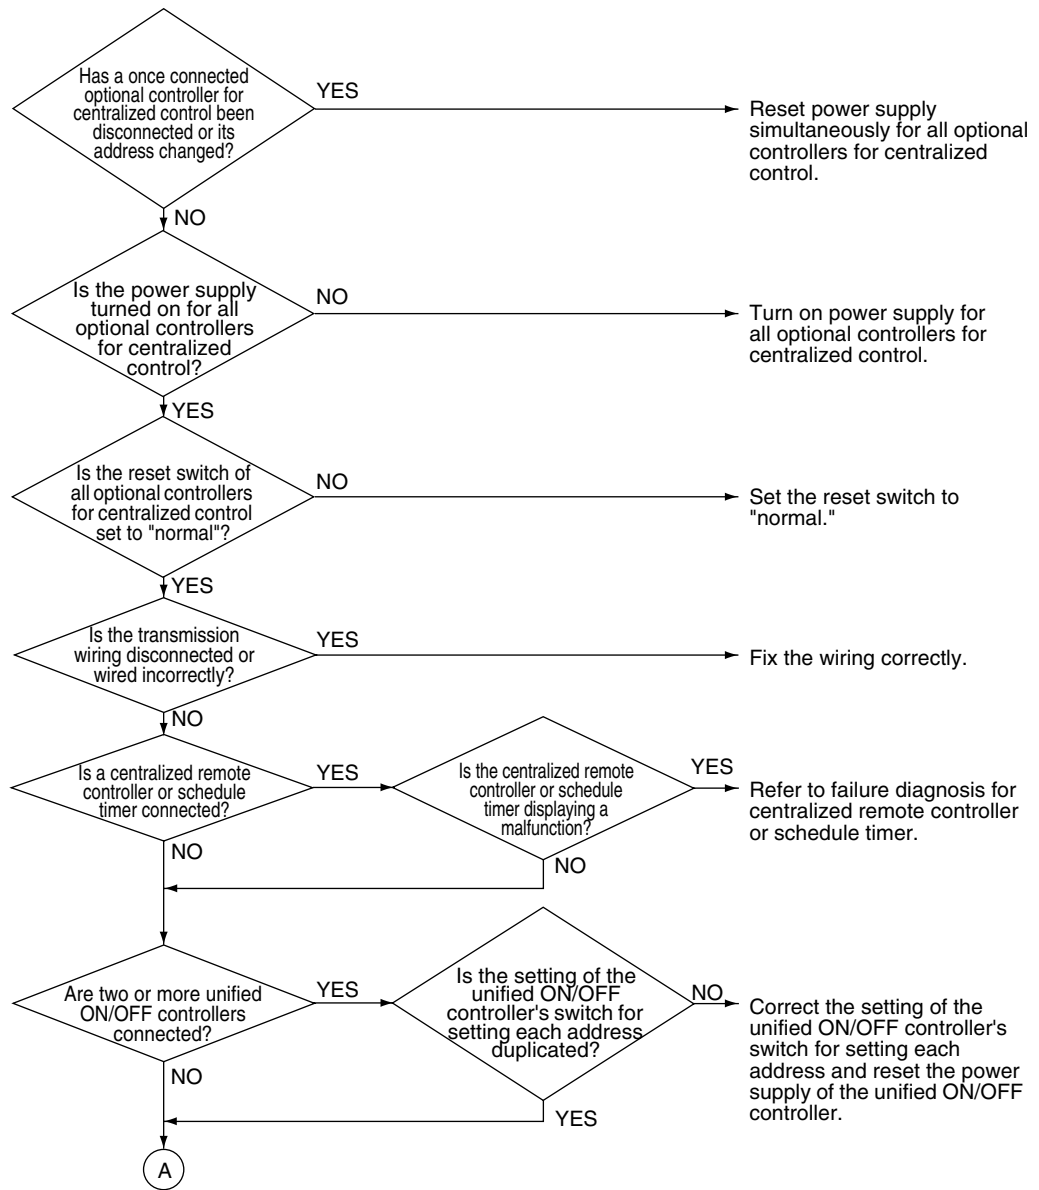 Has a once connected
optional controller for
centralized control been
disconnected or its
address changed?
YES
Reset power supply
simultaneously for all optional
controllers for centralized
control.
NO
Is the power supply
turned on for all
optional controllers
for centralized
control?
NO
Turn on power supply for
all optional controllers for
centralized control.
YES
Is the reset switch of
all optional controllers
for centralized control
set to "normal"?
NO
Set the reset switch to
"normal."
YES
Is the transmission
wiring disconnected or
wired incorrectly?
YES
Fix the wiring correctly.
NO
Is a centralized remote
controller or schedule
timer connected?
YES
Is the centralized remote
controller or schedule
timer displaying a
malfunction?
YES
Refer to failure diagnosis for
centralized remote controller
or schedule timer.
NO
NO
Are two or more unified
ON/OFF controllers
connected?
YES
Is the setting of the
unified ON/OFF
controller's switch for
setting each address
duplicated?
NO
Correct the setting of the
unified ON/OFF controller's
switch for setting each
address and reset the power
supply of the unified ON/OFF
controller.
NO
YES
A